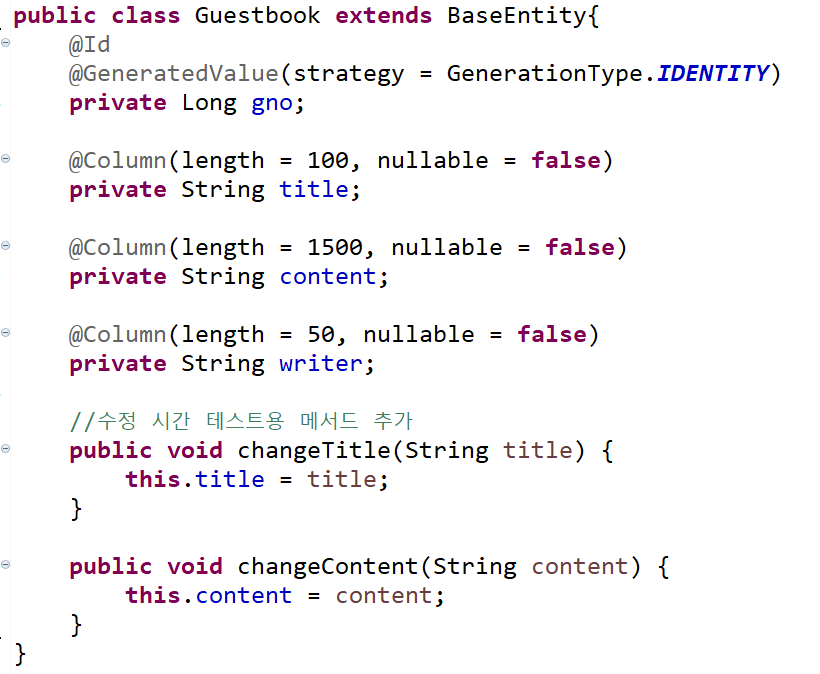 public class Guestbook extends BaseEntity{
@Id
@GeneratedValue(strategy = GenerationType.IDENTITY)
private Long gno;
@Column(length = 100, nullable = false)
private String title;
@Column(length = 1500, nullable = false)
private String content;
@Column(length = 50, nullable = false)
private String writer;
//수정 시간 테스트용 메서드 추가
public void changeTitle(String title) {
this.title = title;
}
public void changeContent(String content) {
this.content = content;
}
}